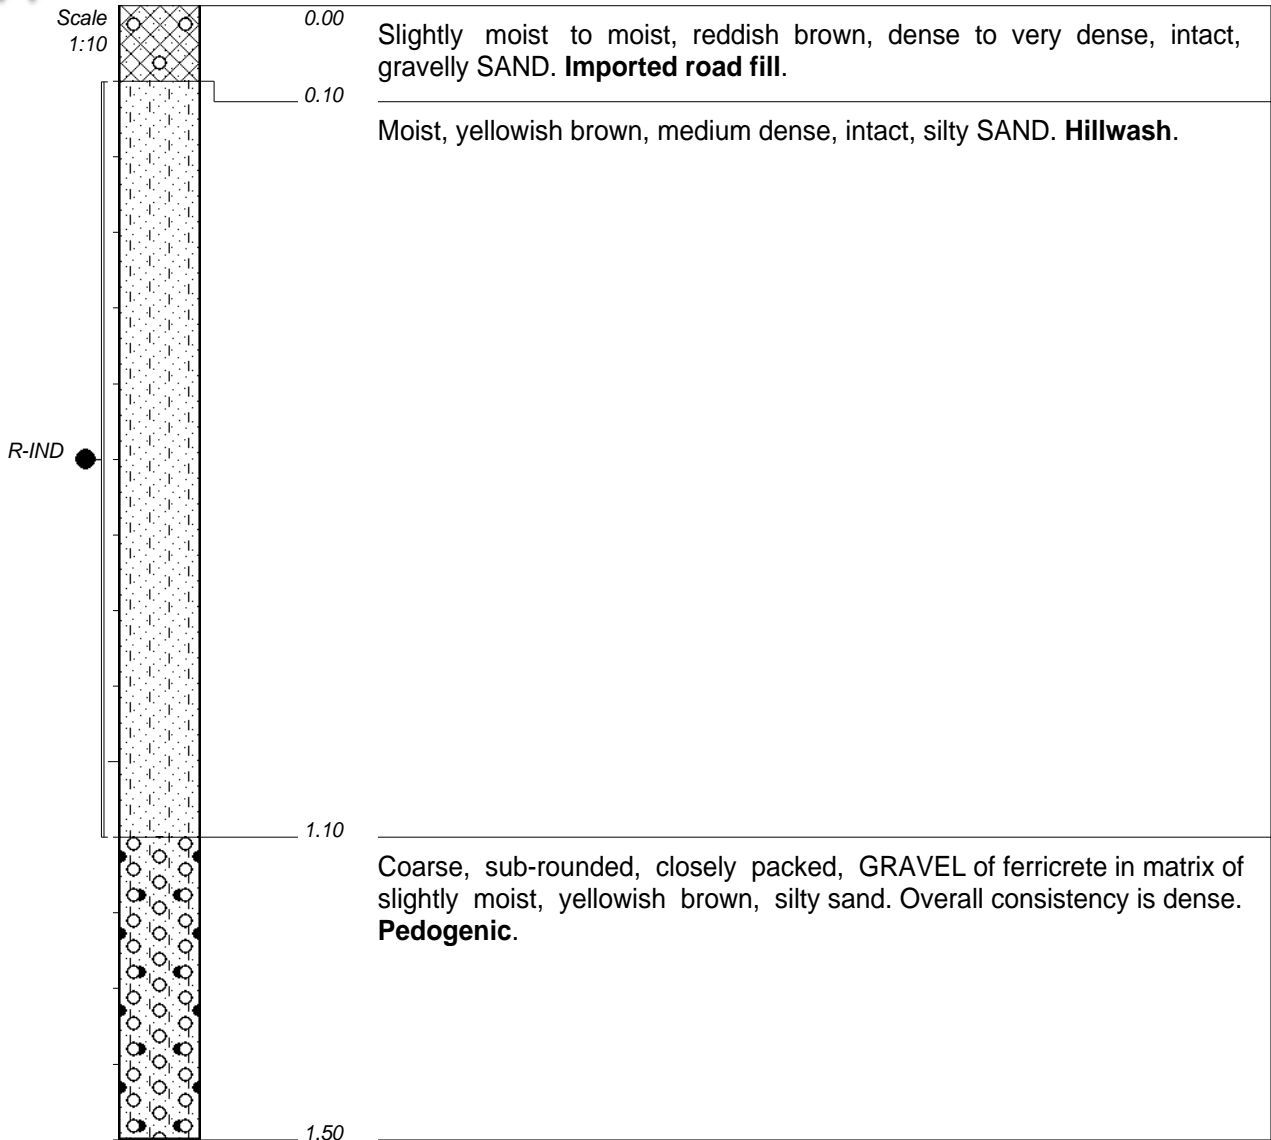 Scale
1:10
0.00
Slightly moist to moist, reddish brown, dense to very dense, intact,
gravelly SAND. Imported road fill.
0.10
Moist, yellowish brown, medium dense, intact, silty SAND. Hillwash.
R-IND
1.10
Coarse, sub-rounded, closely packed, GRAVEL of ferricrete in matrix of
slightly moist, yellowish brown, silty sand. Overall consistency is dense.
Pedogenic.
1.50